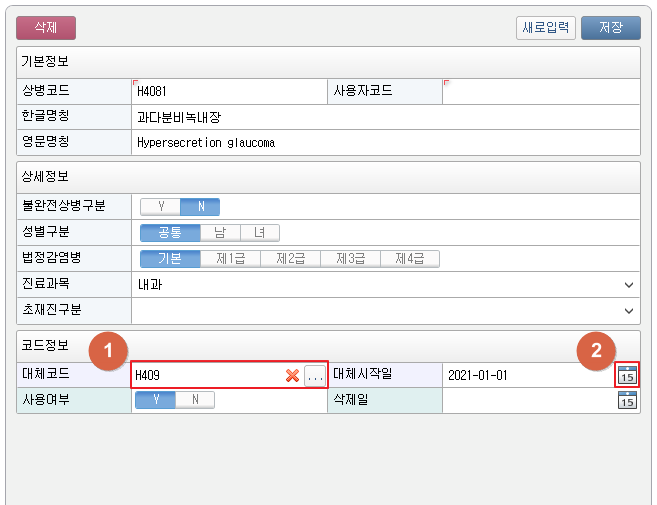 삭제 새로입력 저장
기본정보
상병코드 H4081 사용자코드
한글명칭 과다분비녹내장
영문명칭 Hypersecretion glaucoma
상세정보
불완전상병구분 Y N
성별구분 공통 남 녀
법정감염병 기본 제1급 제2급 제3급 제4급
진료과목 내과
초재진구분
코드정보 1 2
대체코드 H409 ... 대체시작일 2021-01-01 15
사용여부 Y N 삭제일 15